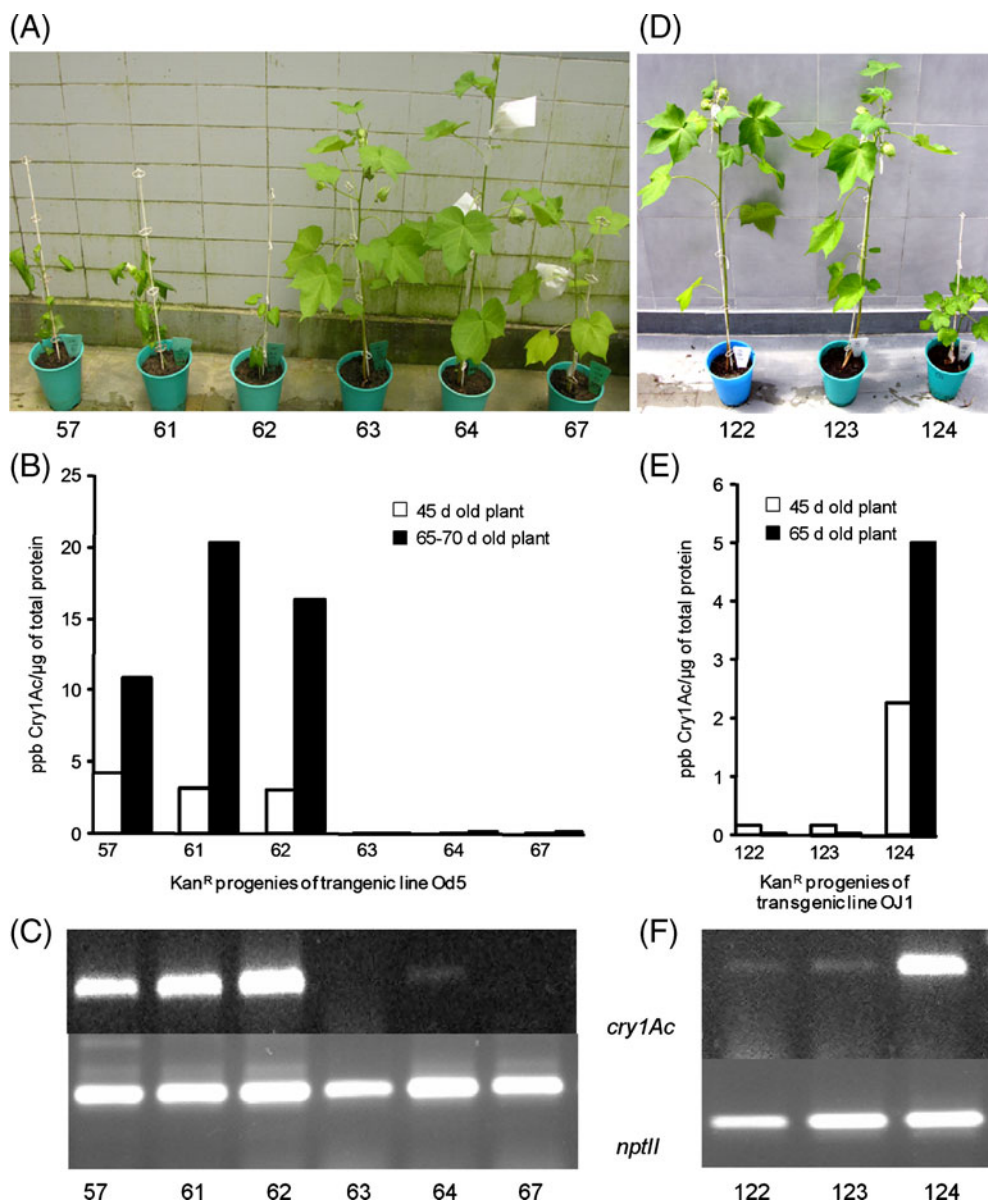 (A)
57 61 62 63 64 67
(B)
25
20
15
10
5
0
ppb Cry1Ac/µg of total protein
45 d old plant
65-70 d old plant
57 61 62 63 64 67
Kanᴿ progenies of trangenic line Od5
(C)
57 61 62 63 64 67
(D)
122 123 124
(E)
6
5
4
3
2
1
0
ppb Cry1Ac/µg of total protein
45 d old plant
65 d old plant
122 123 124
Kanᴿ progenies of
transgenic line OJ1
(F)
cry1Ac
nptII
122 123 124